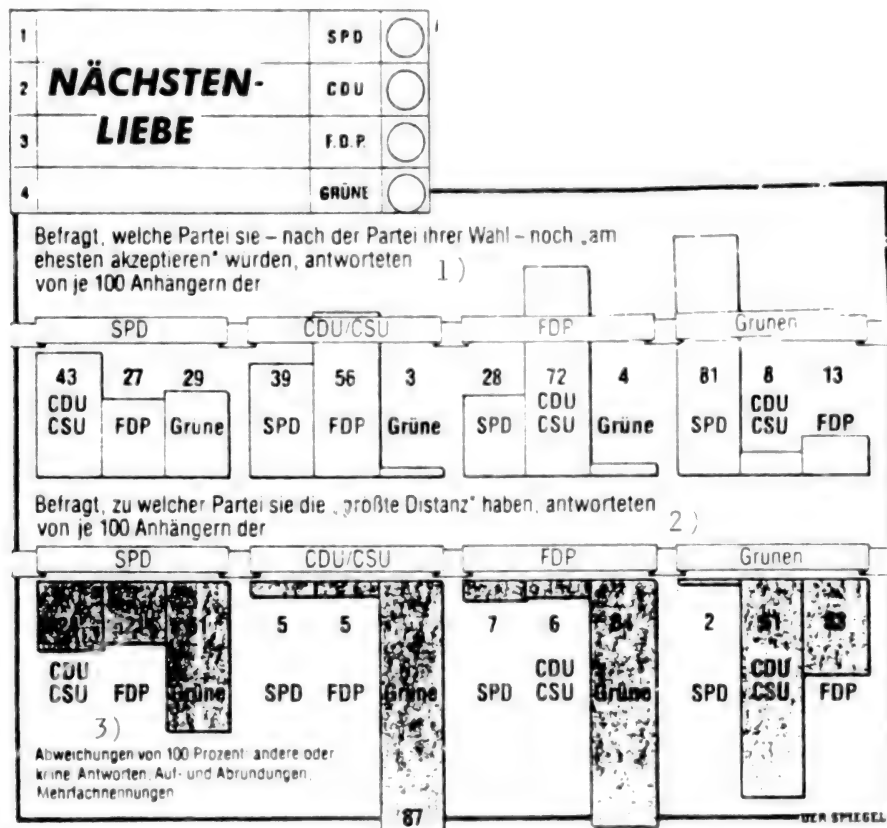 1 SPD
2 NÄCHSTEN- CDU
3 LIEBE F.D.P.
4 GRÜNE
Befragt, welche Partei sie – nach der Partei ihrer Wahl – noch „am
ehesten akzeptieren" wurden, antworteten 1)
von je 100 Anhängern der
SPD CDU/CSU FDP Grunen
43 27 29 39 56 3 28 72 4 81 8 13
CDU CSU FDP Grune SPD FDP Grüne SPD CDU CSU Grüne SPD CDU CSU FDP
Befragt, zu welcher Partei sie die „größte Distanz" haben, antworteten
von je 100 Anhängern der 2)
SPD CDU/CSU FDP Grunen
5 5 7 6 84 2 33
CDU CSU FDP Grüne SPD FDP Grüne SPD CDU CSU Grüne SPD CDU CSU FDP
3)
Abweichungen von 100 Prozent: andere oder
keine Antworten, Auf- und Abrundungen,
Mehrfachnennungen
87
DER SPIEGEL